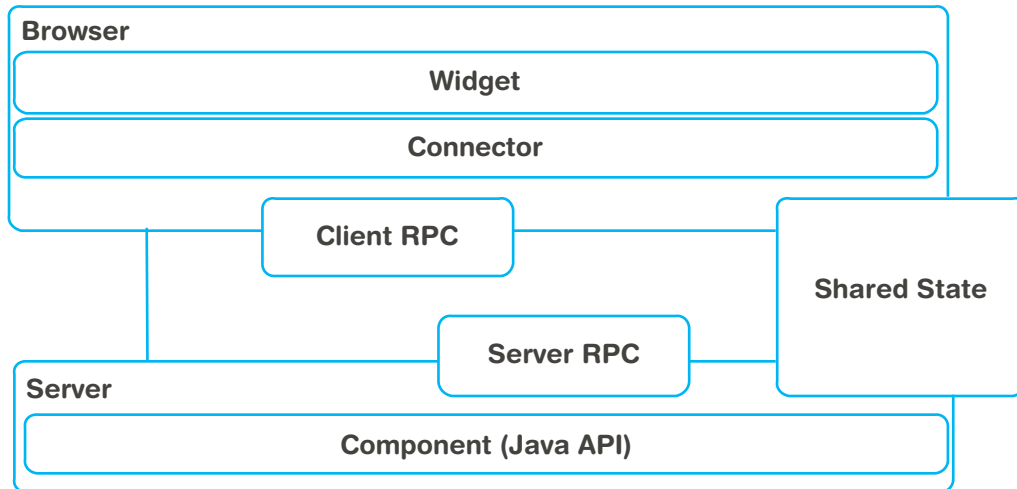 Browser
Widget
Connector
Client RPC
Shared State
Server RPC
Server
Component (Java API)